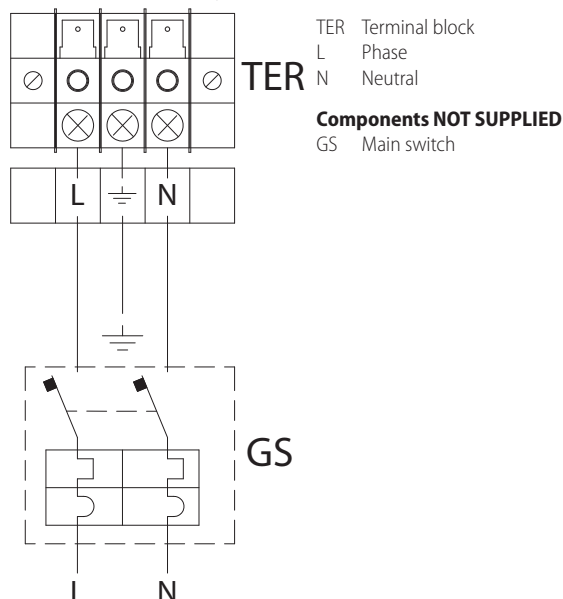 TER Terminal block
L Phase
N Neutral
Components NOT SUPPLIED
GS Main switch
TER
L N
GS
L N